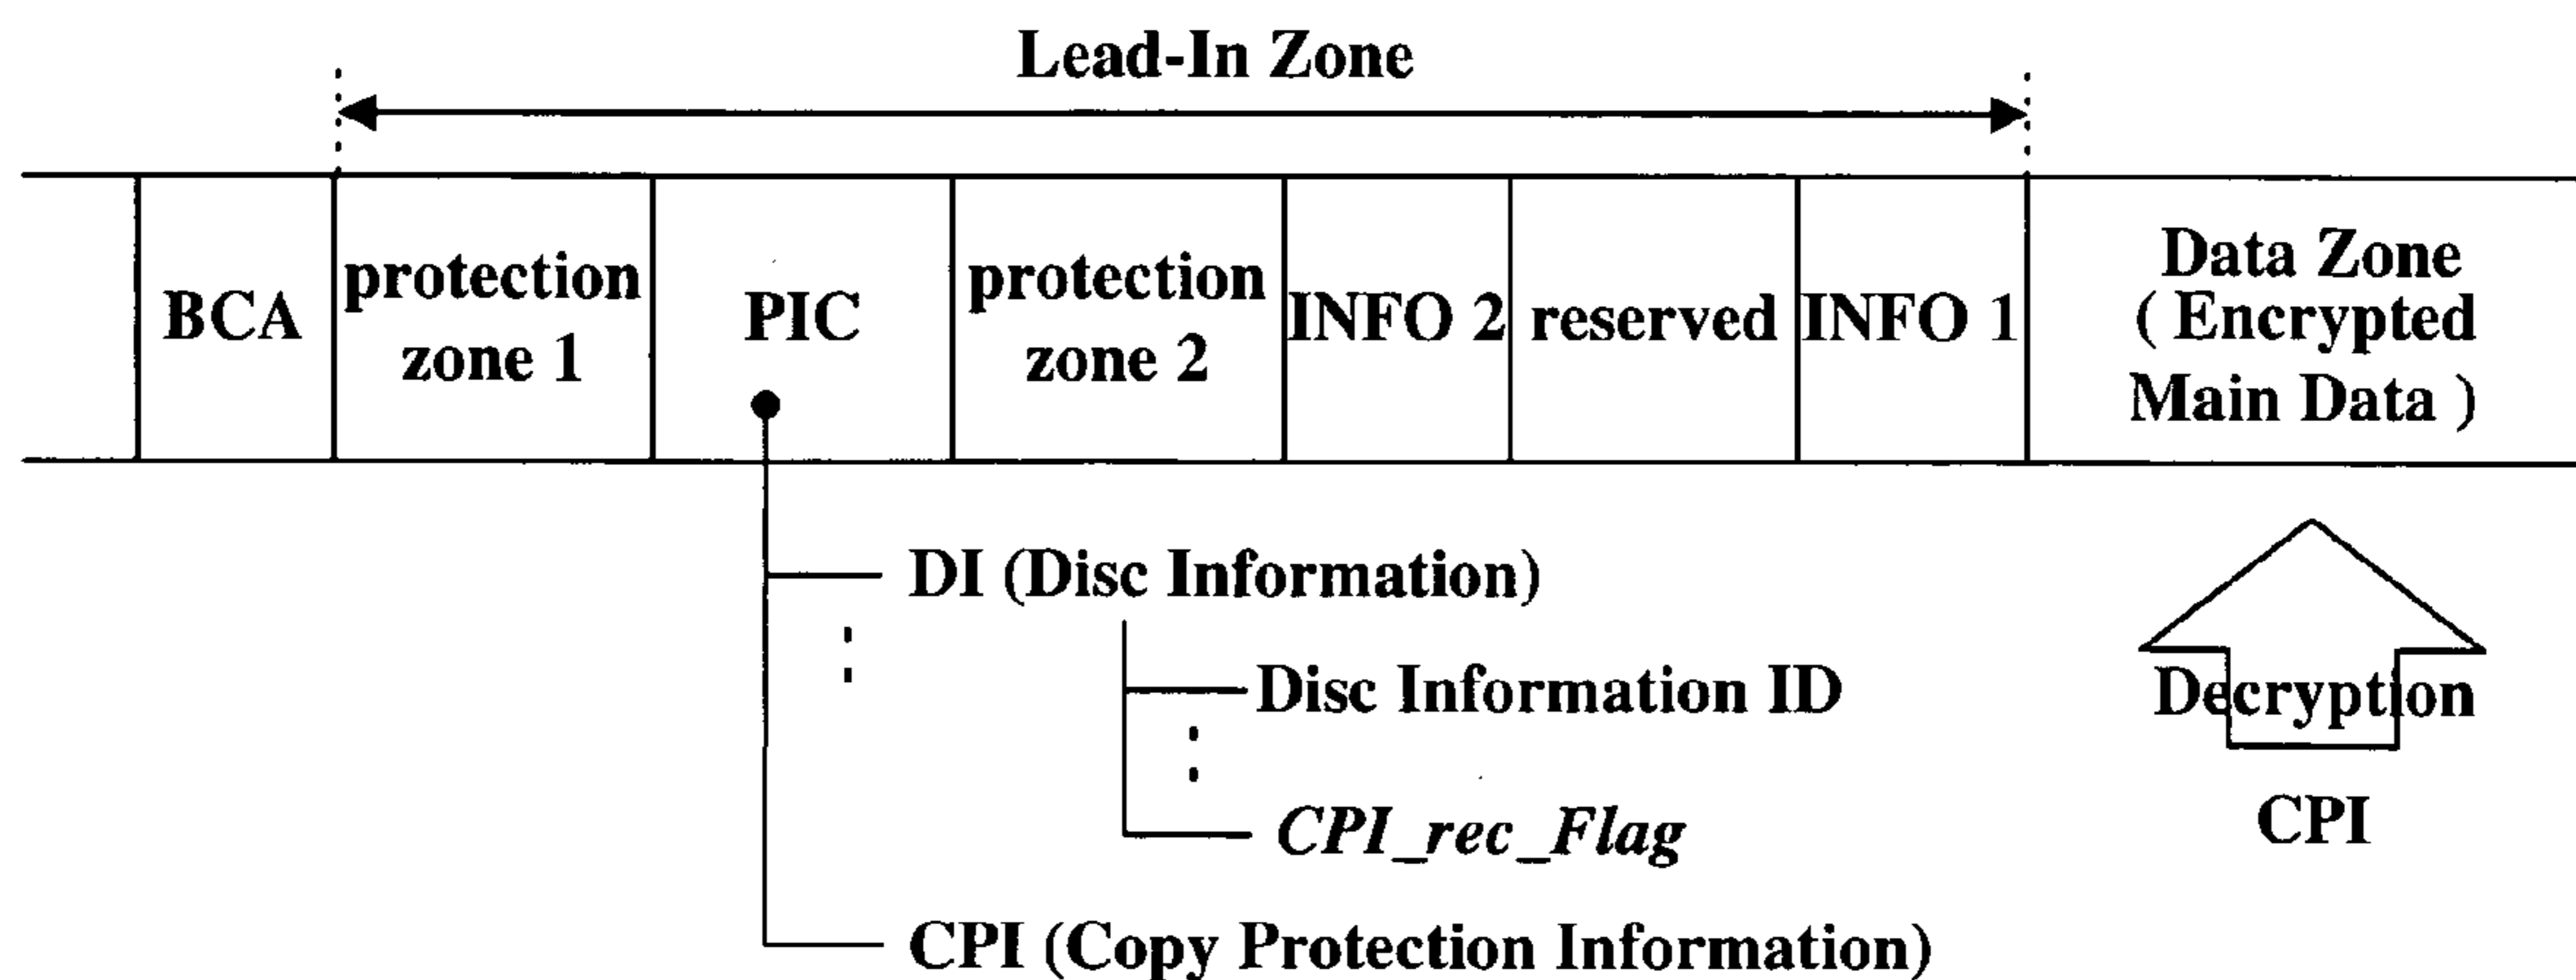 Lead-In Zone
BCA
protection
zone 1
PIC
protection
zone 2
INFO 2
reserved
INFO 1
Data Zone
( Encrypted
Main Data )
DI (Disc Information)
Disc Information ID
CPI_rec_Flag
CPI (Copy Protection Information)
Decryption
CPI